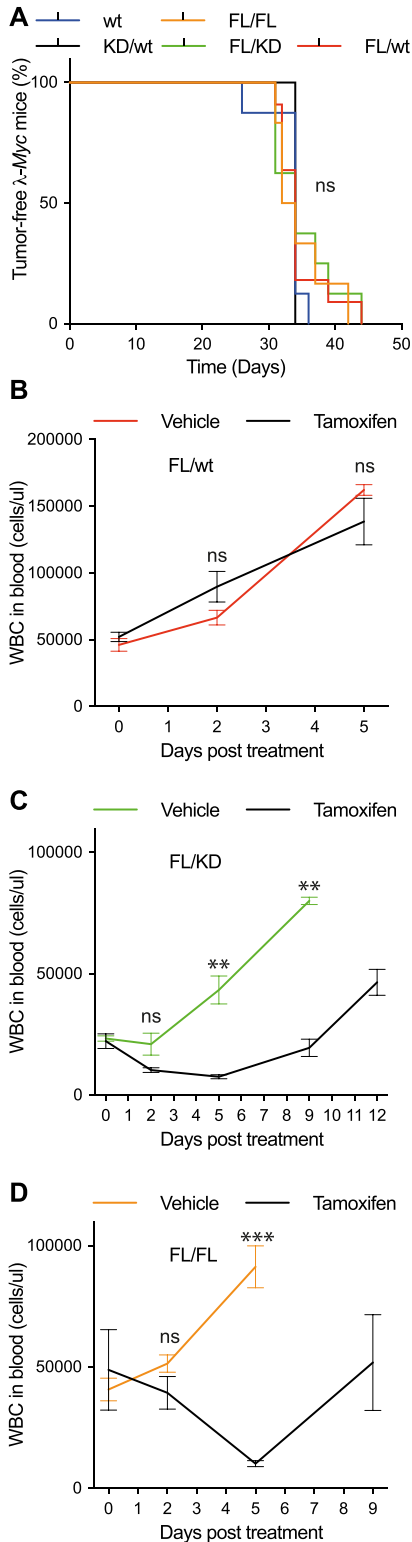 A
wt FL/FL
KD/wt FL/KD FL/wt
Tumor-free λ-Myc mice (%)
100
50
0
ns
0 10 20 30 40 50
Time (Days)
B
Vehicle Tamoxifen
WBC in blood (cells/ul)
200000
150000
100000
50000
0
FL/wt
ns
ns
0 1 2 3 4 5
Days post treatment
C
Vehicle Tamoxifen
WBC in blood (cells/ul)
100000
50000
0
FL/KD
**
**
ns
0 1 2 3 4 5 6 7 8 9 10 11 12
Days post treatment
D
Vehicle Tamoxifen
WBC in blood (cells/ul)
100000
50000
0
FL/FL
***
ns
0 1 2 3 4 5 6 7 8 9
Days post treatment